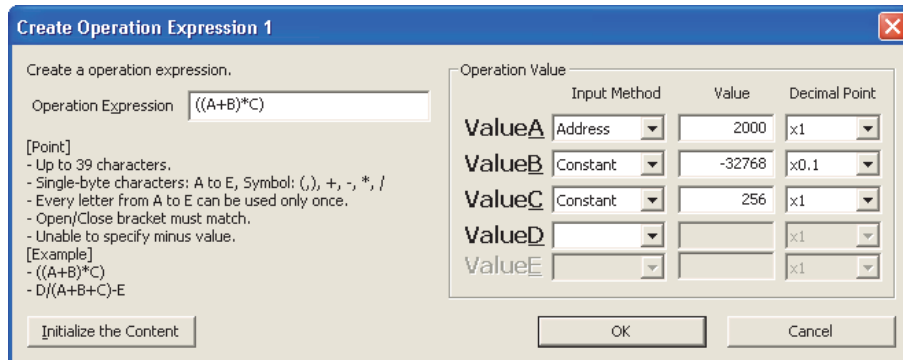 Create Operation Expression 1
Create a operation expression.
Operation Expression ((A+B)*C)
[Point]
- Up to 39 characters.
- Single-byte characters: A to E, Symbol: (,), +, -, *, /
- Every letter from A to E can be used only once.
- Open/Close bracket must match.
- Unable to specify minus value.
[Example]
- ((A+B)*C)
- D/((A+B+C)-E
Initialize the Content
Operation Value
Input Method Value Decimal Point
ValueA Address 2000 x1
ValueB Constant -32768 x0.1
ValueC Constant 256 x1
ValueD x1
ValueE x1
OK Cancel